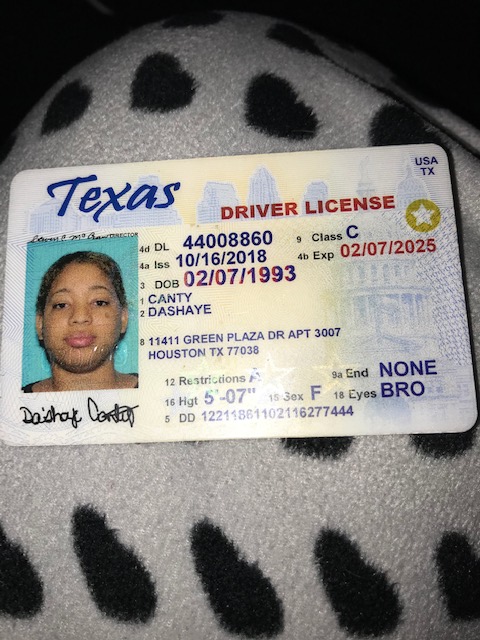 USA
TX
Texas
DRIVER LICENSE
DIRECTOR
4d DL 44008860 9 Class C
4a Iss 10/16/2018 4b Exp 02/07/2025
3 DOB 02/07/1993
1 CANTY
2 DASHAYE
8 11411 GREEN PLAZA DR APT 3007
HOUSTON TX 77038
12 Restrictions A 9a End NONE
16 Hgt 5'-07" 15 Sex F 18 Eyes BRO
5 DD 12211861102116277444